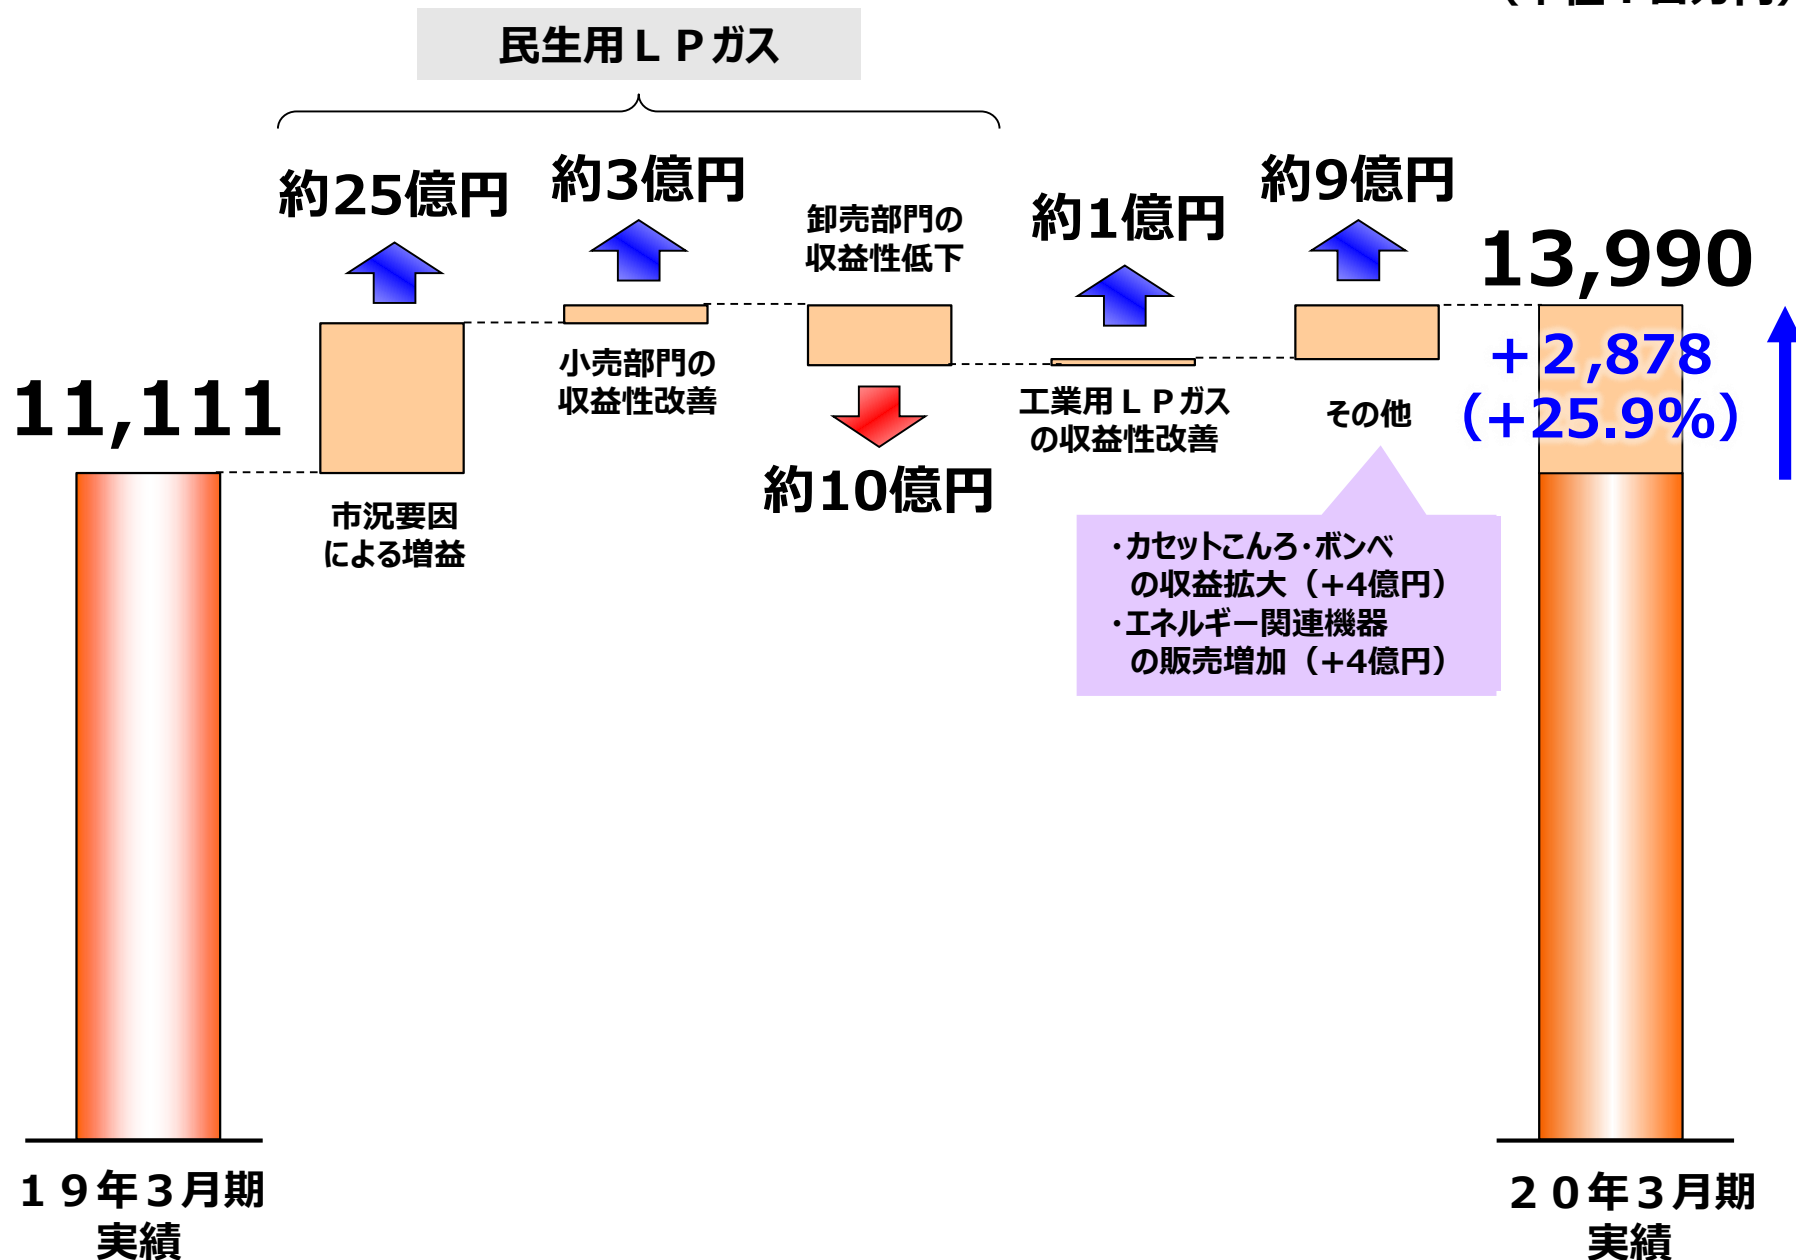 民生用ＬＰガス
約25億円
約3億円
卸売部門の
収益性低下
約1億円
約9億円
13,990
+2,878
（+25.9%）
11,111
小売部門の
収益性改善
工業用ＬＰガス
の収益性改善
その他
約10億円
市況要因
による増益
・カセットこんろ・ボンベ
の収益拡大（+4億円）
・エネルギー関連機器
の販売増加（+4億円）
１９年３月期
実績
２０年３月期
実績